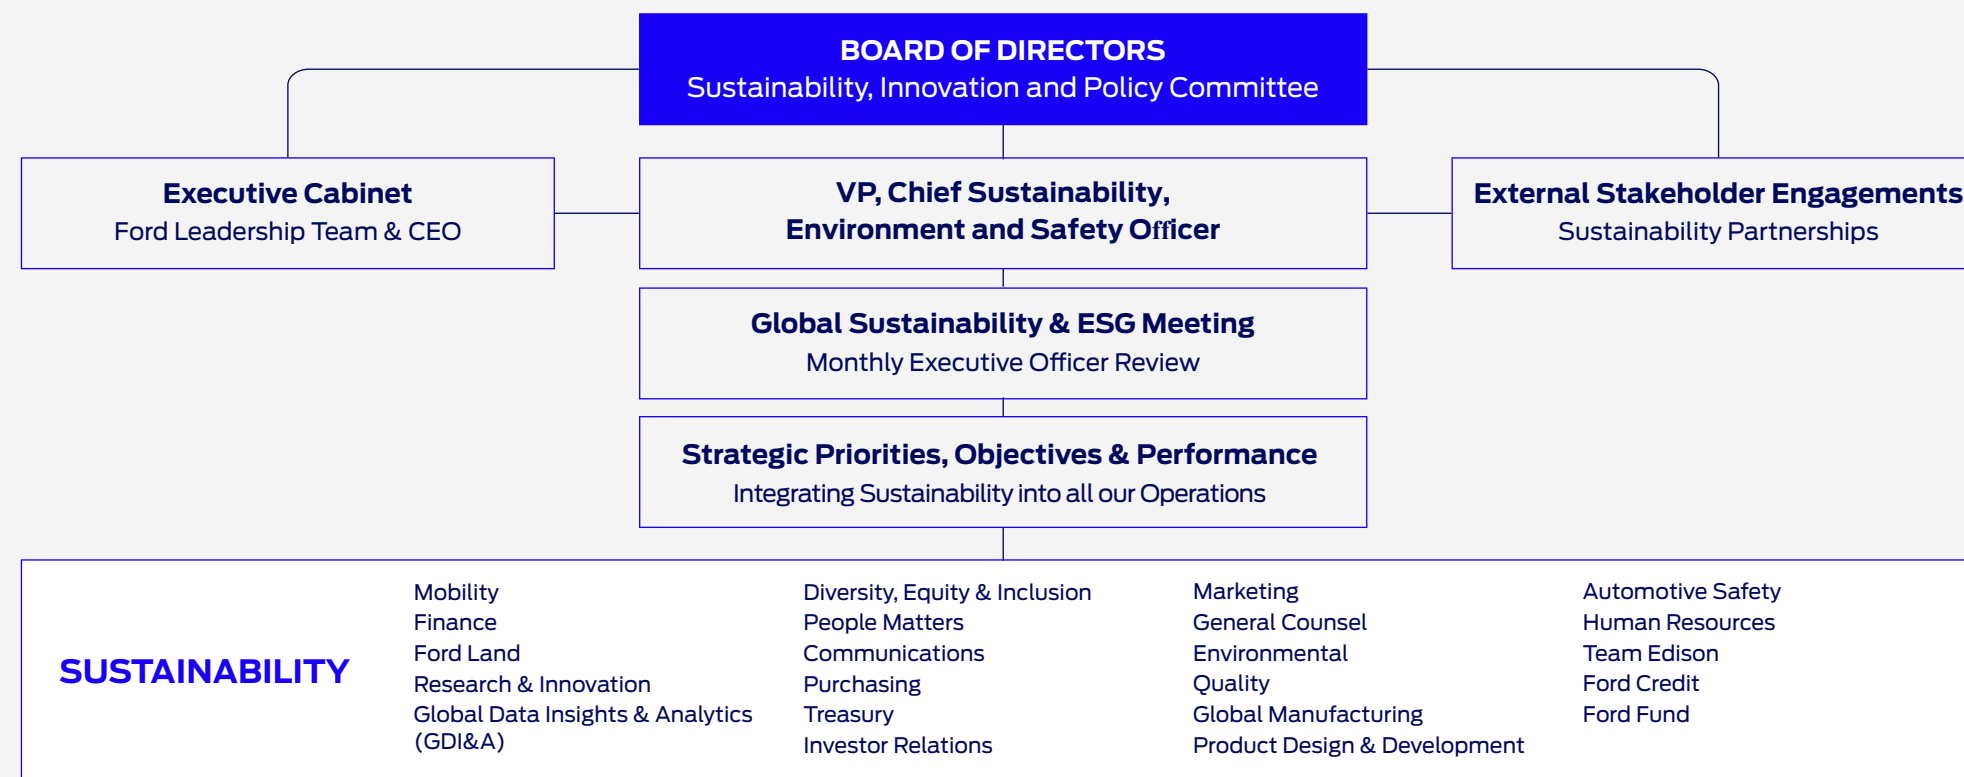 BOARD OF DIRECTORS
Sustainability, Innovation and Policy Committee
Executive Cabinet
Ford Leadership Team & CEO
VP, Chief Sustainability,
Environment and Safety Officer
External Stakeholder Engagements
Sustainability Partnerships
Global Sustainability & ESG Meeting
Monthly Executive Officer Review
Strategic Priorities, Objectives & Performance
Integrating Sustainability into all our Operations
SUSTAINABILITY
Mobility
Finance
Ford Land
Research & Innovation
Global Data Insights & Analytics
(GDI&A)
Diversity, Equity & Inclusion
People Matters
Communications
Purchasing
Treasury
Investor Relations
Marketing
General Counsel
Environmental
Quality
Global Manufacturing
Product Design & Development
Automotive Safety
Human Resources
Team Edison
Ford Credit
Ford Fund